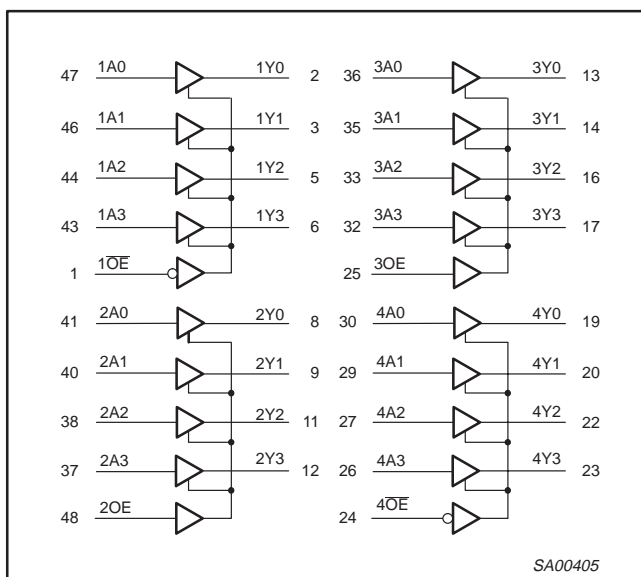 47 1A0 1Y0 2 36 3A0 3Y0 13
46 1A1 1Y1 3 35 3A1 3Y1 14
44 1A2 1Y2 5 33 3A2 3Y2 16
43 1A3 1Y3 6 32 3A3 3Y3 17
1 1O̅E̅ 25 3OE
41 2A0 2Y0 8 30 4A0 4Y0 19
40 2A1 2Y1 9 29 4A1 4Y1 20
38 2A2 2Y2 11 27 4A2 4Y2 22
37 2A3 2Y3 12 26 4A3 4Y3 23
48 2OE 24 4O̅E̅
SA00405